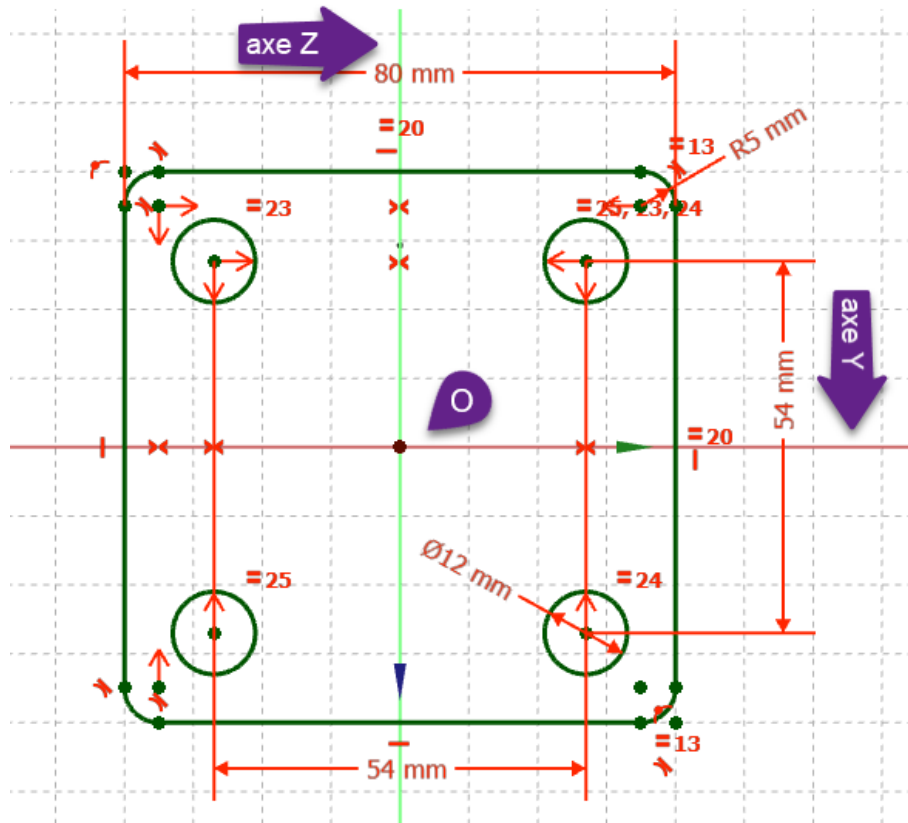 axe Z
80 mm
=20
=13
R5 mm
=23
=25, 23, 24
axe Y
54 mm
O
=20
Ø12 mm
=25
=24
=13
54 mm